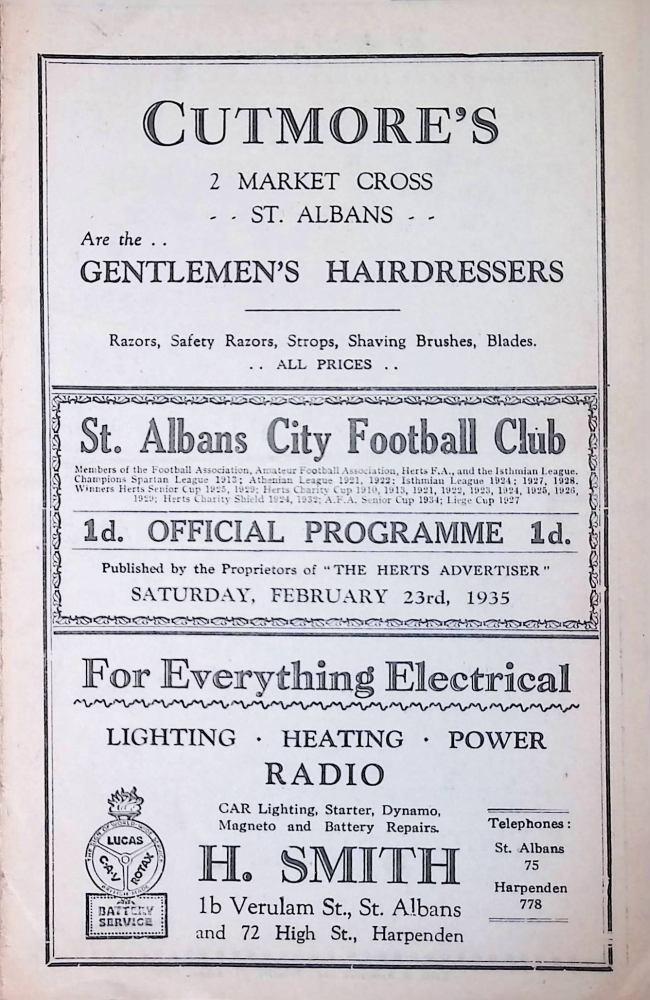 CUTMORE'S
2 MARKET CROSS
- - ST. ALBANS - -
Are the . .
GENTLEMEN'S HAIRDRESSERS
Razors, Safety Razors, Strops, Shaving Brushes, Blades.
. . ALL PRICES . .
St. Albans City Football Club
Members of the Football Association, Amateur Football Association, Herts F.A., and the Isthmian League.
Champions Spartan League 1913; Athenian League 1921, 1922; Isthmian League 1924; 1927, 1928.
Winners Herts Senior Cup 1925, 1929; Herts Charity Cup 1910, 1913, 1921, 1922, 1923, 1924, 1925, 1926,
1929; Herts Charity Shield 1924, 1932; A.F.A. Senior Cup 1934; Liege Cup 1927
1d. OFFICIAL PROGRAMME 1d.
Published by the Proprietors of "THE HERTS ADVERTISER"
SATURDAY, FEBRUARY 23rd, 1935
For Everything Electrical
LIGHTING · HEATING · POWER
RADIO
CAR Lighting, Starter, Dynamo,
Magneto and Battery Repairs.
H. SMITH
1b Verulam St., St. Albans
and 72 High St., Harpenden
Telephones:
St. Albans
75
Harpenden
778
LUCAS
C·A·V
ROTAX
BATTERY
SERVICE